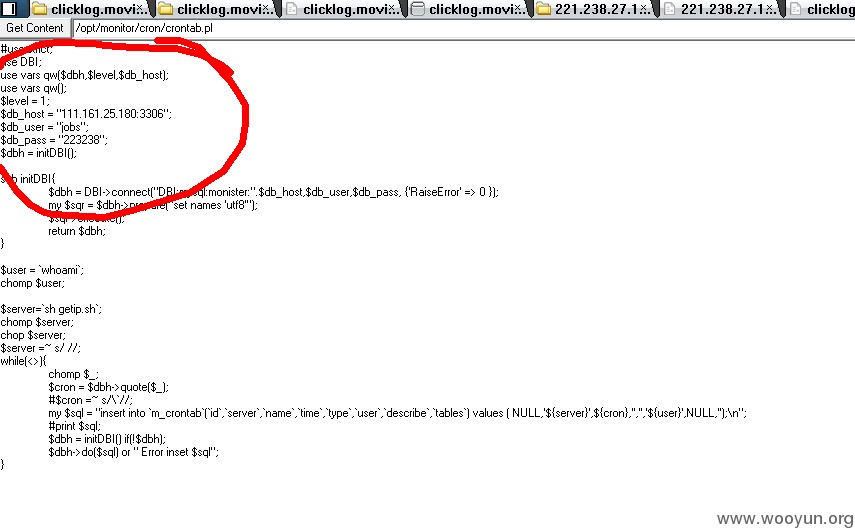 clicklog.movi... clicklog.movi... clicklog.movi... clicklog.movi... 221.238.27.1... 221.238.27.1... clicklog.movi
Get Content /opt/monitor/cron/crontab.pl
use DBI;
use vars qw($dbh,$level,$db_host);
use vars qw();
$level = 1;
$db_host = "111.161.25.180:3306";
$db_user = "jobs";
$db_pass = "223238";
$dbh = initDBI();
sub initDBI{
$dbh = DBI->connect("DBI:mysql:monister:".$db_host,$db_user,$db_pass, {'RaiseError' => 0 });
my $sqr = $dbh->prepare("set names 'utf8'");
$sqr->execute();
return $dbh;
}
$user = `whoami`;
chomp $user;
$server=`sh getip.sh`;
chomp $server;
chop $server;
$server =~ s/ //;
while(<>){
chomp $_;
$cron = $dbh->quote($_);
#$cron =~ s/\`//;
my $sql = "insert into `m_crontab`(`id`,`server`,`name`,`time`,`type`,`user`,`describe`,`tables`) values ( NULL,'${server}',${cron},'','','${user}',NULL,'');\n";
#print $sql;
$dbh = initDBI() if(!$dbh);
$dbh->do($sql) or " Error inset $sql";
}
www.wooyun.org